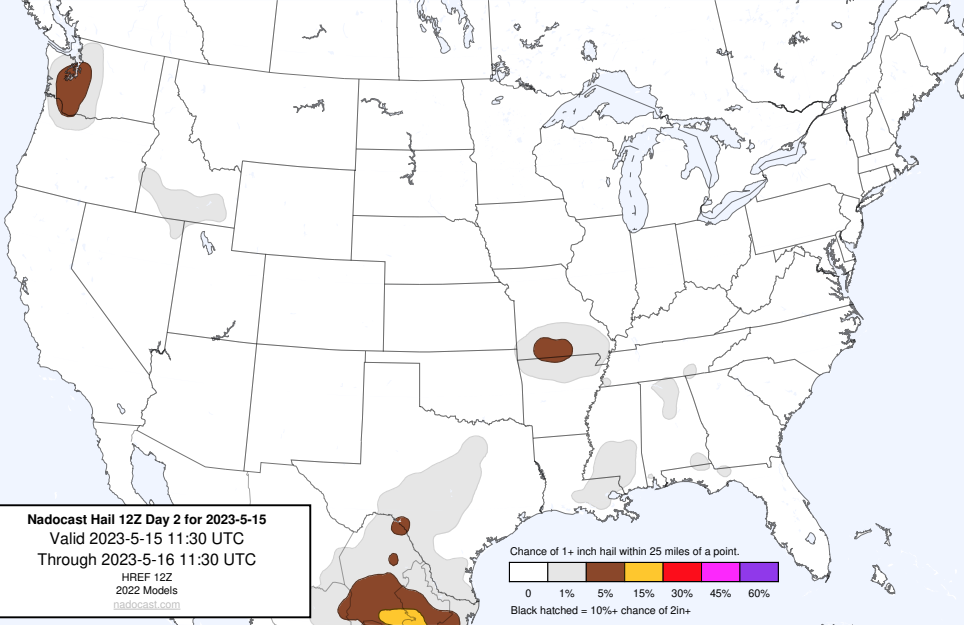 Nadocast Hail 12Z Day 2 for 2023-5-15
Valid 2023-5-15 11:30 UTC
Through 2023-5-16 11:30 UTC
HREF 12Z
2022 Models
nadocast.com
Chance of 1+ inch hail within 25 miles of a point.
0 1% 5% 15% 30% 45% 60%
Black hatched = 10%+ chance of 2in+